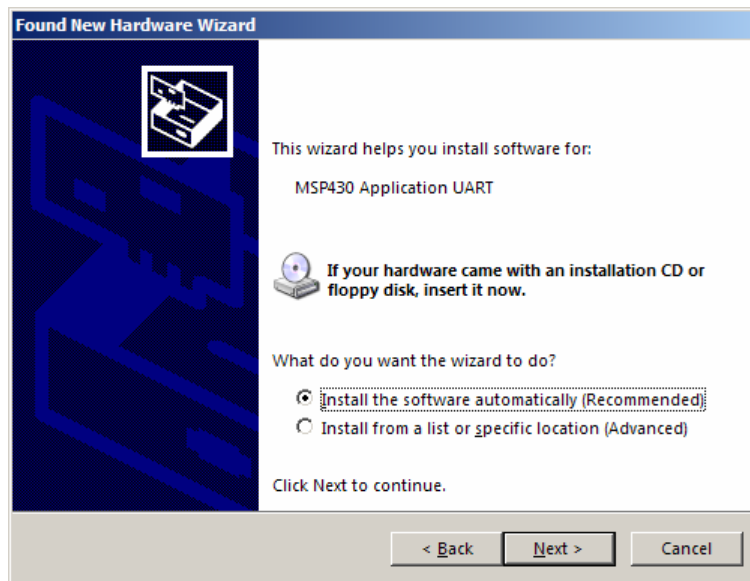 Found New Hardware Wizard
This wizard helps you install software for:
MSP430 Application UART
If your hardware came with an installation CD or
floppy disk, insert it now.
What do you want the wizard to do?
Install the software automatically (Recommended)
Install from a list or specific location (Advanced)
Click Next to continue.
< Back Next > Cancel